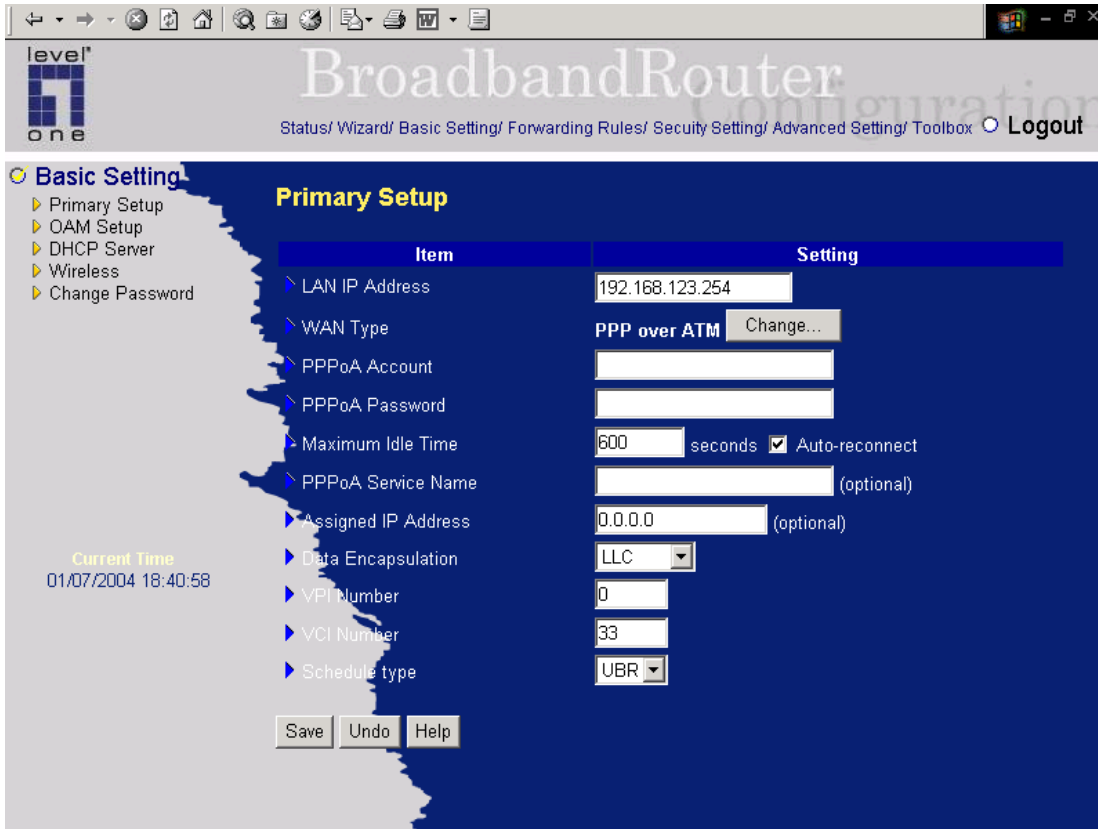 level
one
BroadbandRouter
Configuration
Status/ Wizard/ Basic Setting/ Forwarding Rules/ Secuity Setting/ Advanced Setting/ Toolbox Logout
Basic Setting
Primary Setup
OAM Setup
DHCP Server
Wireless
Change Password
Current Time
01/07/2004 18:40:58
Primary Setup
Item Setting
LAN IP Address 192.168.123.254
WAN Type PPP over ATM Change...
PPPoA Account
PPPoA Password
Maximum Idle Time 600 seconds Auto-reconnect
PPPoA Service Name (optional)
Assigned IP Address 0.0.0.0 (optional)
Data Encapsulation LLC
VPI Number 0
VCI Number 33
Schedule type UBR
Save Undo Help